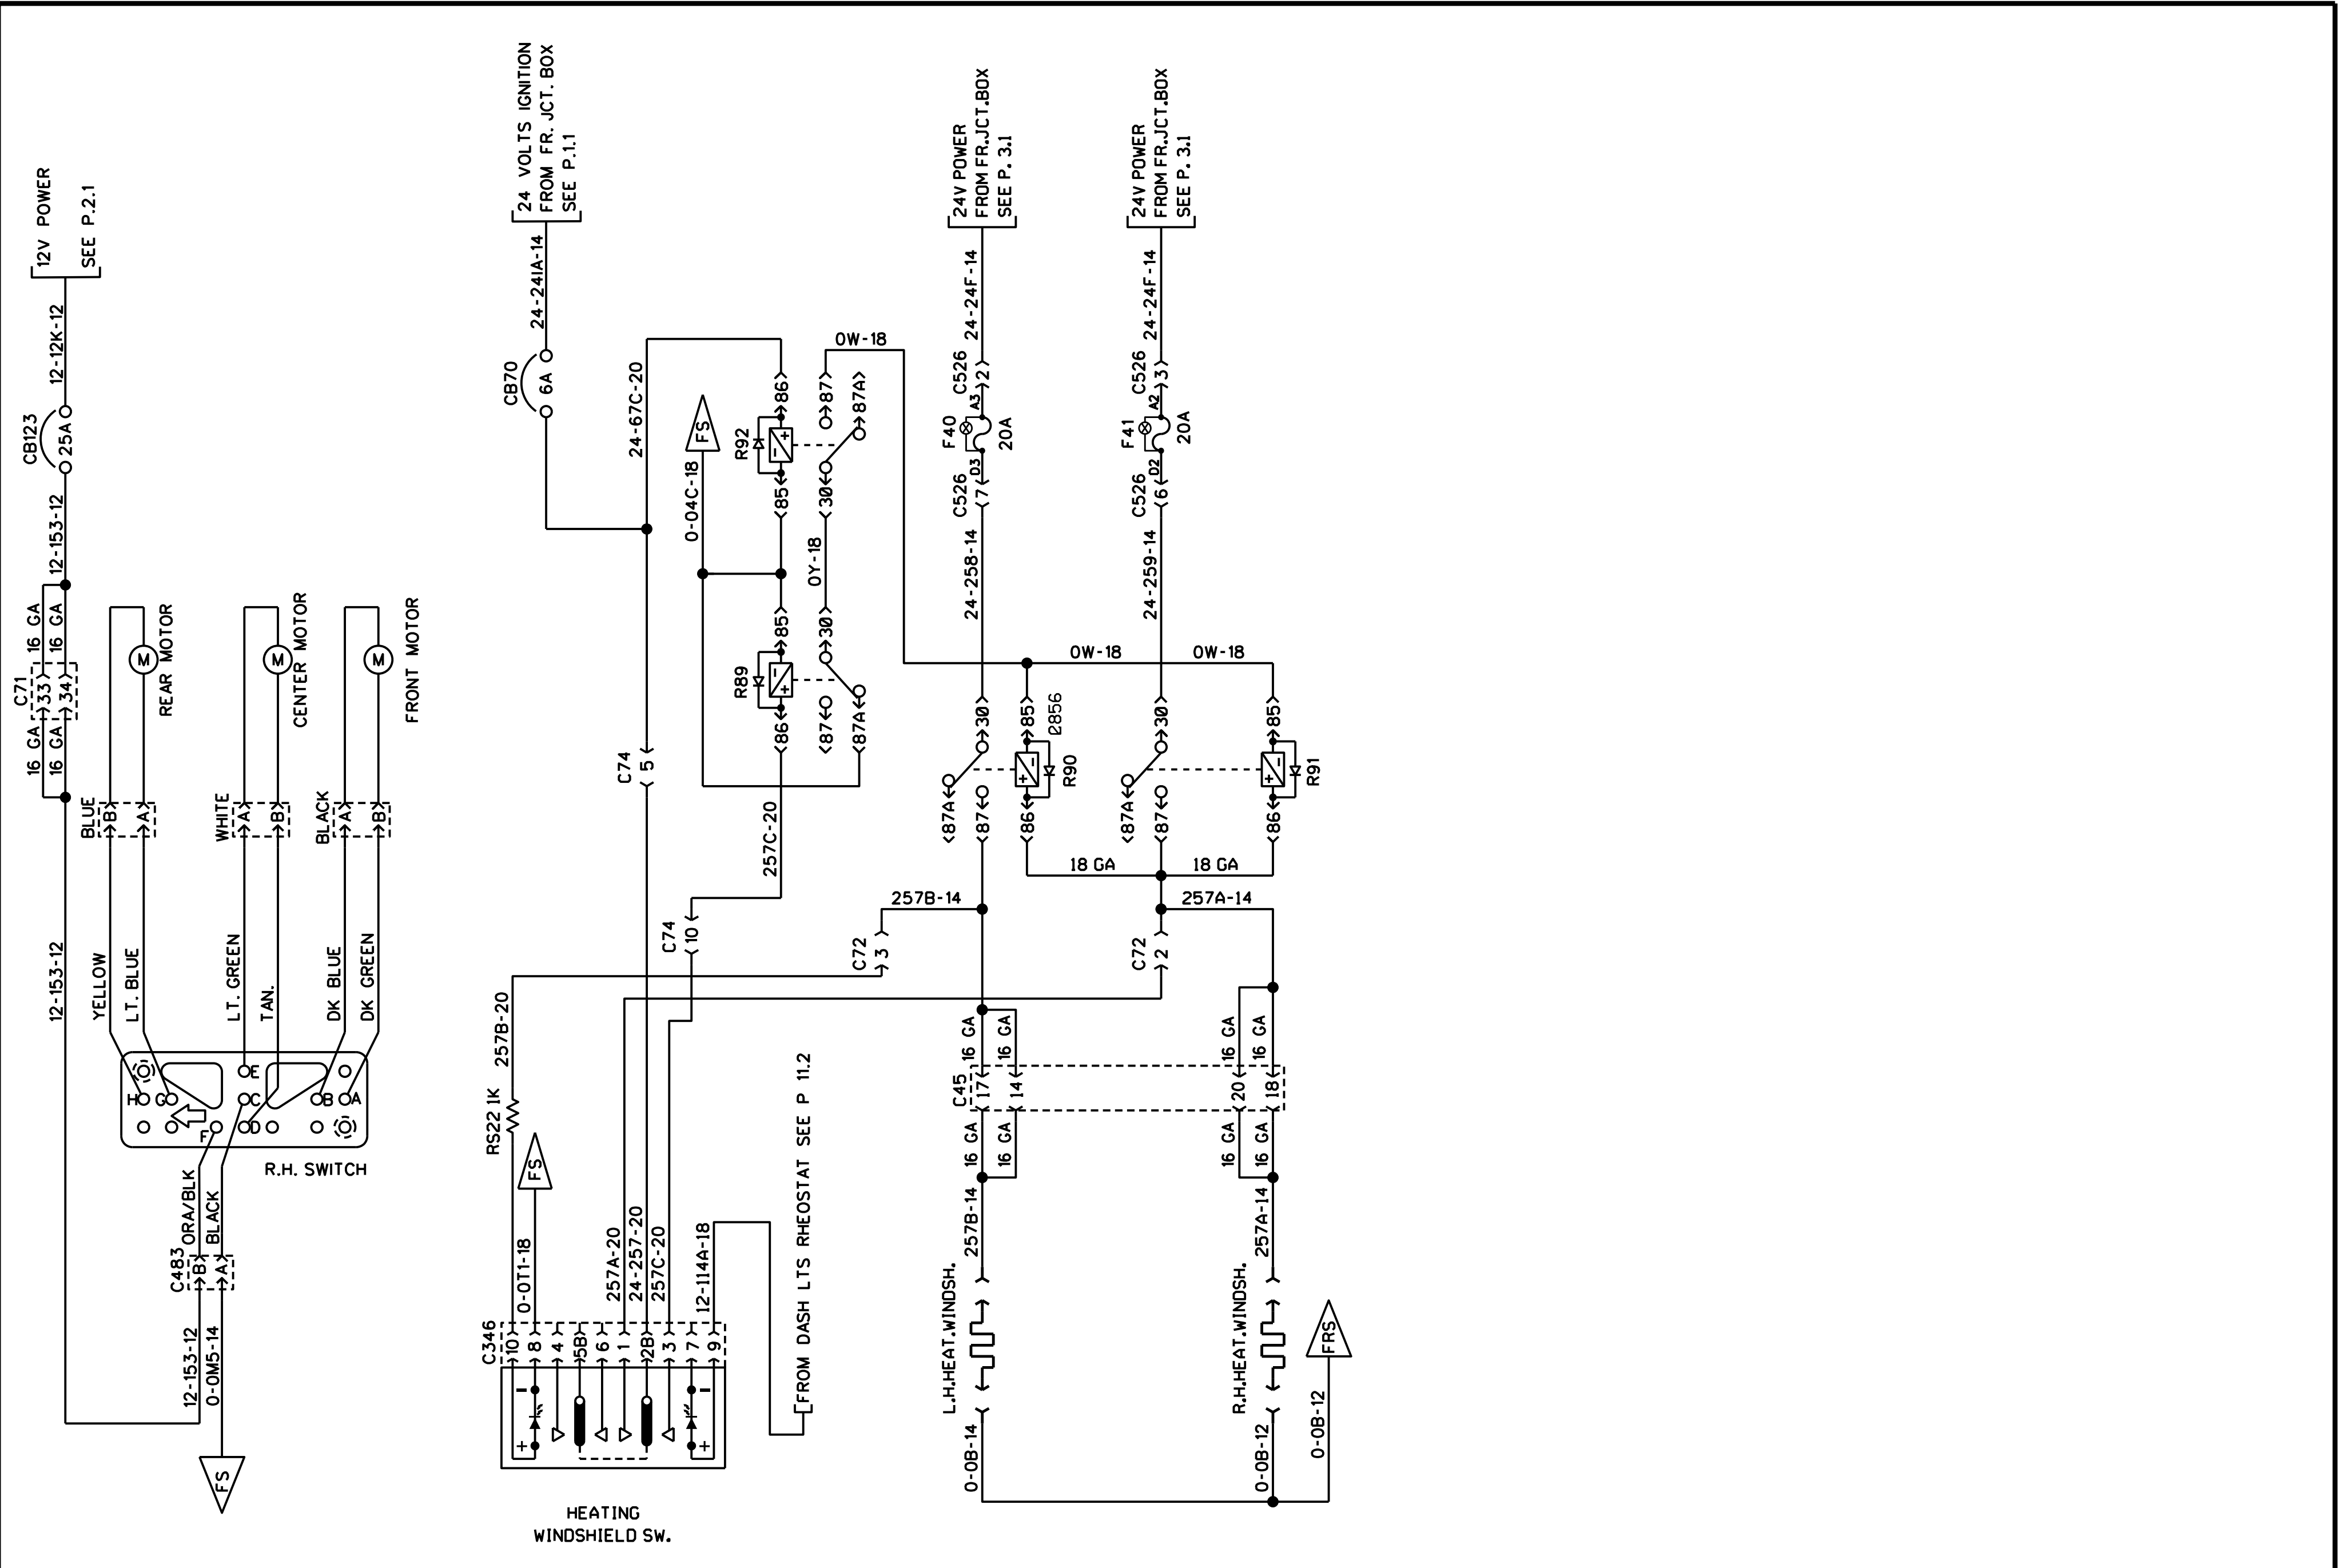 12V POWER
SEE P.2.1
12-12K-12
CB123
25A
12-153-12
16 GA
16 GA
C71
33
34
16 GA
16 GA
12-153-12
REAR MOTOR
M
CENTER MOTOR
M
FRONT MOTOR
M
BLUE
B
A
WHITE
A
B
BLACK
A
B
YELLOW
LT. BLUE
LT. GREEN
TAN.
DK BLUE
DK GREEN
H
G
E
C
D
F
B
A
R.H. SWITCH
ORA/BLK
BLACK
C483
B
A
12-153-12
0-0M5-14
FS
24 VOLTS IGNITION
FROM FR. JCT. BOX
SEE P.1.1
24-24IA-14
CB70
6A
24-67C-20
FS
0-04C-18
R92
86
85
87
87A
30
0W-18
0Y-18
R89
85
86
30
87
87A
C74
5
257C-20
C74
10
24V POWER
FROM FR.JCT.BOX
SEE P. 3.1
24-24F-14
C526
2
A3
F40
20A
D3
C526
7
24-258-14
24V POWER
FROM FR.JCT.BOX
SEE P. 3.1
24-24F-14
C526
3
A2
F41
20A
D2
C526
6
24-259-14
0W-18
0W-18
30
87A
87
85
2856
R90
86
30
87A
87
85
R91
86
18 GA
18 GA
257B-14
257A-14
C72
3
C72
2
257B-20
RS22 1K
FS
0-0T1-18
257A-20
24-257-20
257C-20
12-114A-18
FROM DASH LTS RHEOSTAT SEE P 11.2
C346
10
8
4
5B
6
1
2B
3
7
9
-
+
-
+
HEATING
WINDSHIELD SW.
16 GA
16 GA
16 GA
16 GA
C45
17
14
20
18
16 GA
16 GA
16 GA
16 GA
257B-14
257A-14
L.H.HEAT.WINDSH.
R.H.HEAT.WINDSH.
0-0B-14
0-0B-12
0-0B-12
FRS